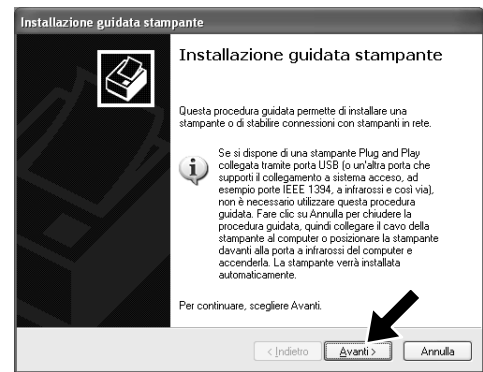 Installazione guidata stampante
Installazione guidata stampante
Questa procedura guidata permette di installare una
stampante o di stabilire connessioni con stampanti in rete.
Se si dispone di una stampante Plug and Play
collegata tramite porta USB (o un'altra porta che
supporti il collegamento a sistema acceso, ad
esempio porte IEEE 1394, a infrarossi e così via),
non è necessario utilizzare questa procedura
guidata. Fare clic su Annulla per chiudere la
procedura guidata, quindi collegare il cavo della
stampante al computer o posizionare la stampante
davanti alla porta a infrarossi del computer e
accenderla. La stampante verrà installata
automaticamente.
Per continuare, scegliere Avanti.
< Indietro Avanti > Annulla